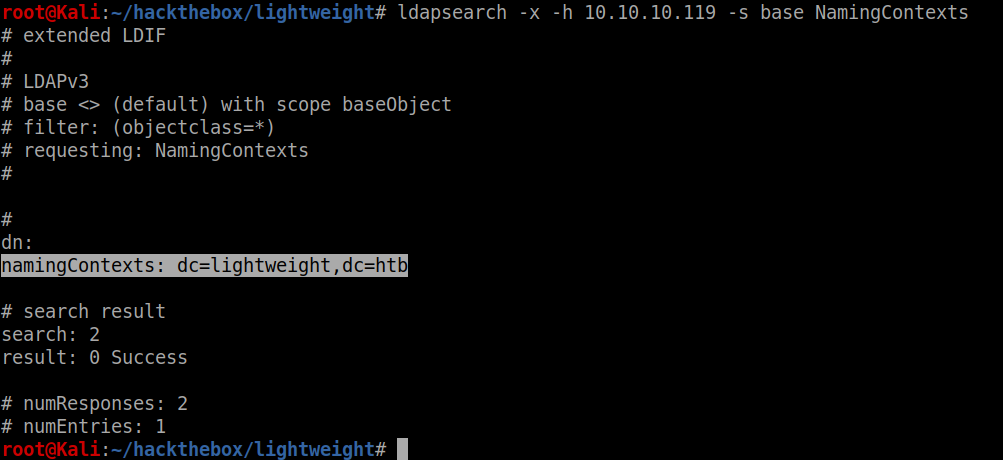 root@Kali:~/hackthebox/lightweight# ldapsearch -x -h 10.10.10.119 -s base NamingContexts
# extended LDIF
#
# LDAPv3
# base <> (default) with scope baseObject
# filter: (objectclass=*)
# requesting: NamingContexts
#
#
dn:
namingContexts: dc=lightweight,dc=htb
# search result
search: 2
result: 0 Success
# numResponses: 2
# numEntries: 1
root@Kali:~/hackthebox/lightweight#